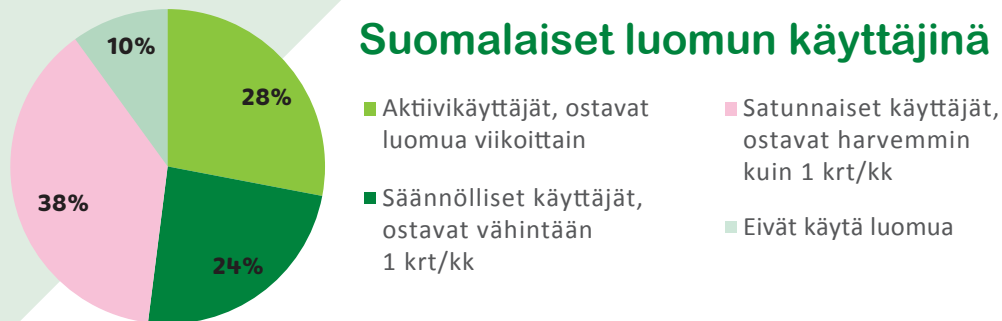 Suomalaiset luomun käyttäjinä
10%
28%
38%
24%
Aktiivikäyttäjät, ostavat
luomua viikoittain
Säännölliset käyttäjät,
ostavat vähintään
1 krt/kk
Satunnaiset käyttäjät,
ostavat harvemmin
kuin 1 krt/kk
Eivät käytä luomua